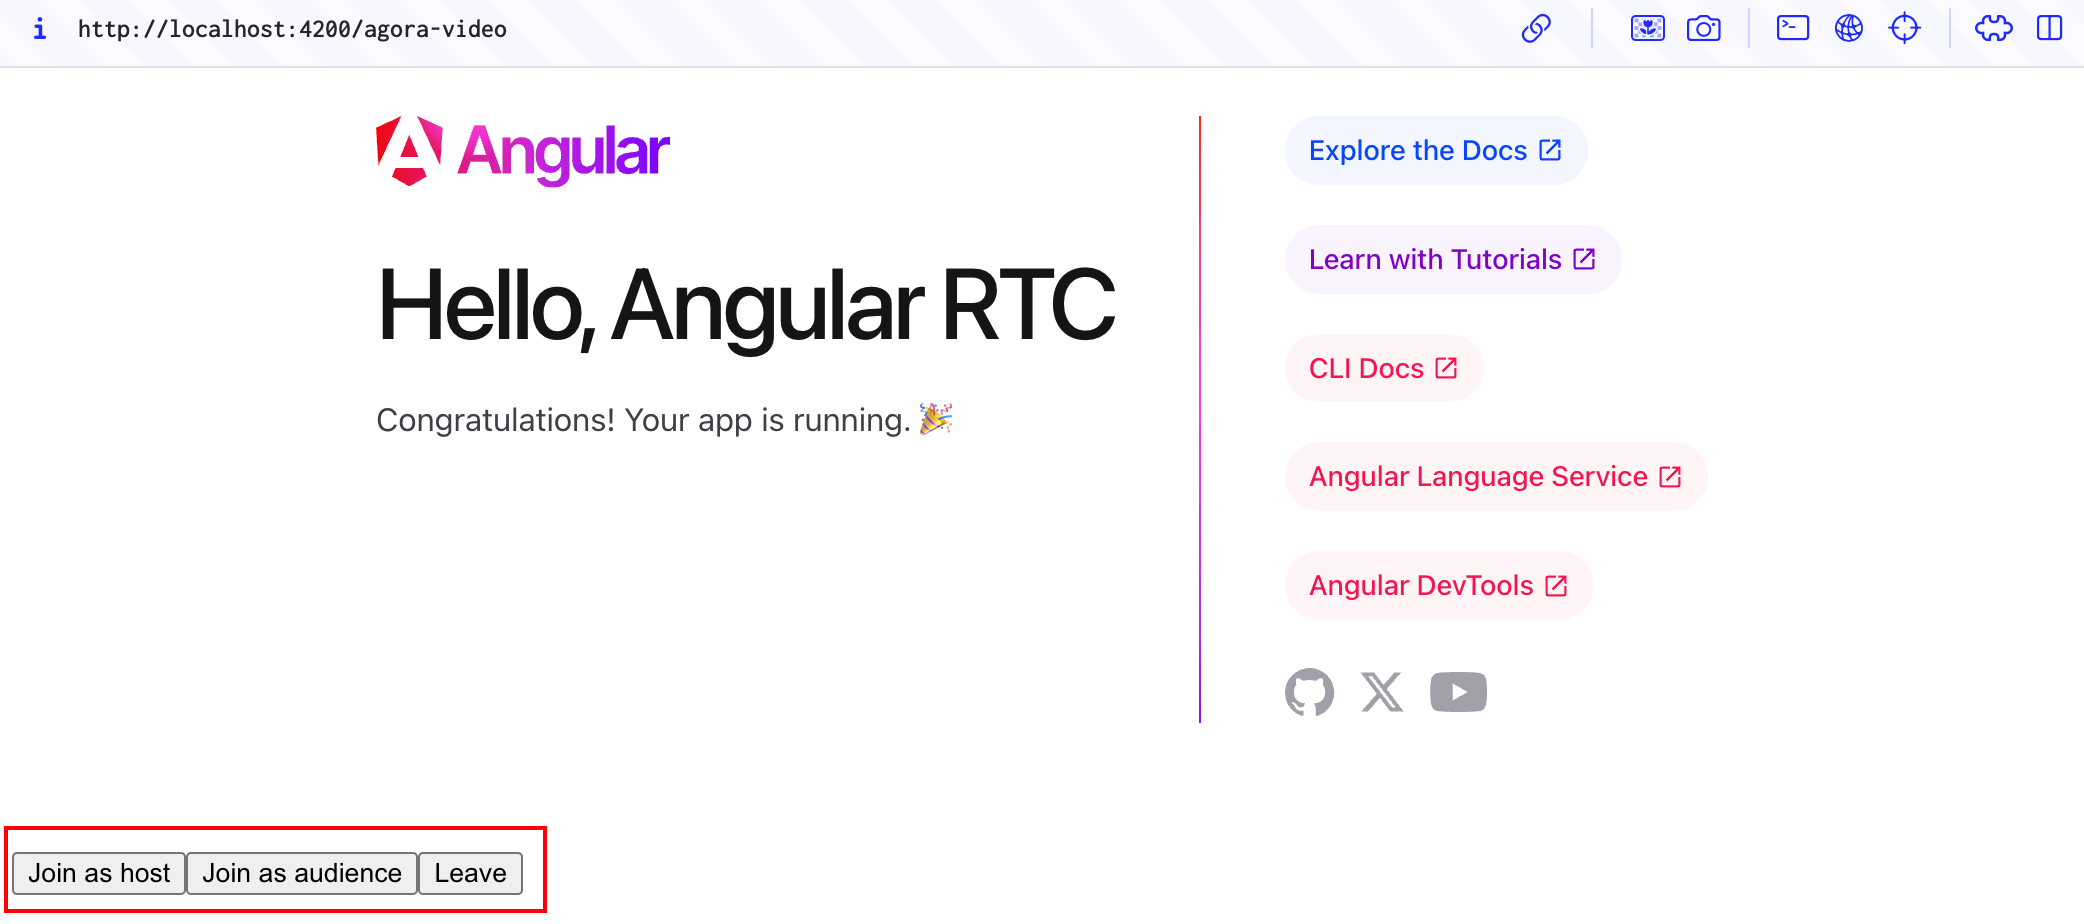 http://localhost:4200/agora-video
Angular
Hello, Angular RTC
Congratulations! Your app is running. 🎉
Explore the Docs
Learn with Tutorials
CLI Docs
Angular Language Service
Angular DevTools
Join as host
Join as audience
Leave